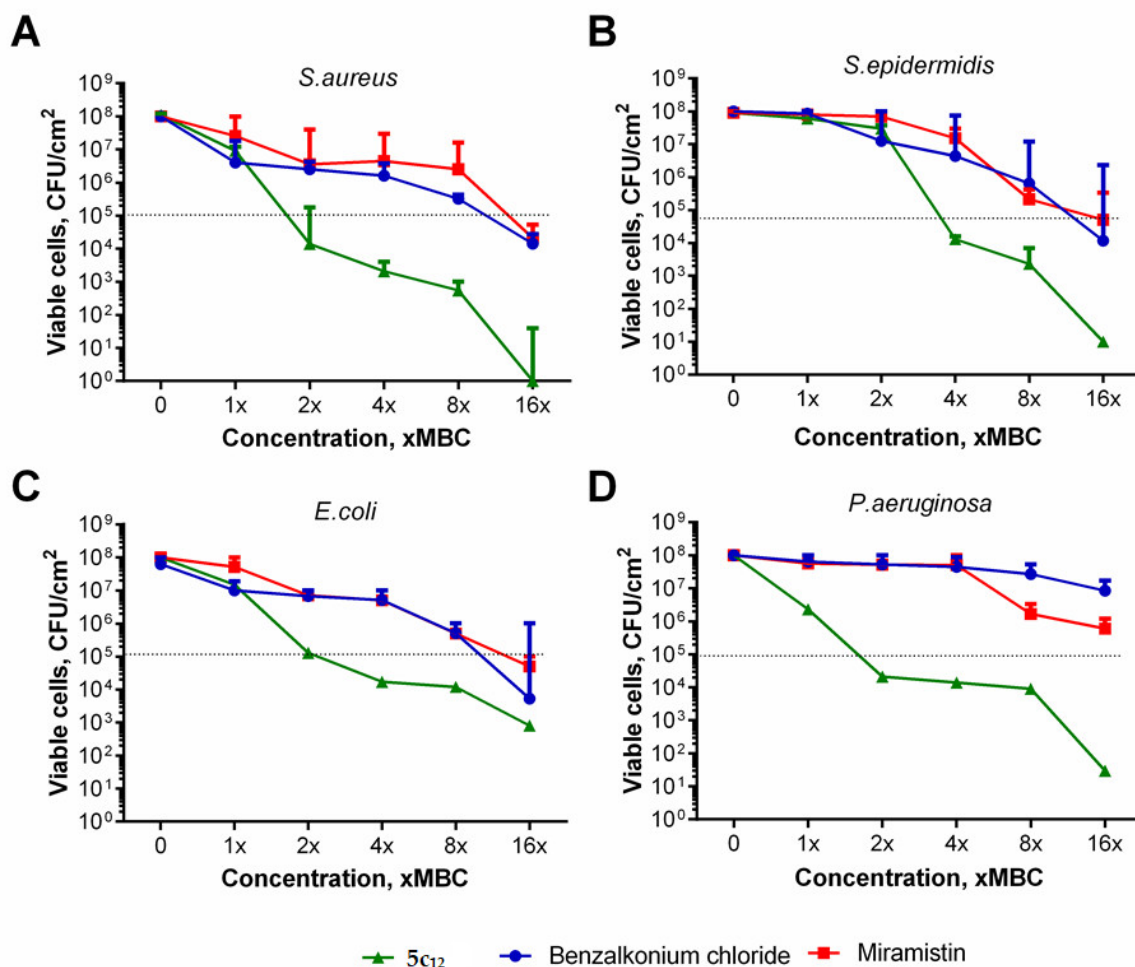 A
S.aureus
Viable cells, CFU/cm²
10⁹
10⁸
10⁷
10⁶
10⁵
10⁴
10³
10²
10¹
10⁰
0 1x 2x 4x 8x 16x
Concentration, xMBC
B
S.epidermidis
Viable cells, CFU/cm²
10⁹
10⁸
10⁷
10⁶
10⁵
10⁴
10³
10²
10¹
10⁰
0 1x 2x 4x 8x 16x
Concentration, xMBC
C
E.coli
Viable cells, CFU/cm²
10⁹
10⁸
10⁷
10⁶
10⁵
10⁴
10³
10²
10¹
10⁰
0 1x 2x 4x 8x 16x
Concentration, xMBC
D
P.aeruginosa
Viable cells, CFU/cm²
10⁹
10⁸
10⁷
10⁶
10⁵
10⁴
10³
10²
10¹
10⁰
0 1x 2x 4x 8x 16x
Concentration, xMBC
5c₁₂ Benzalkonium chloride Miramistin